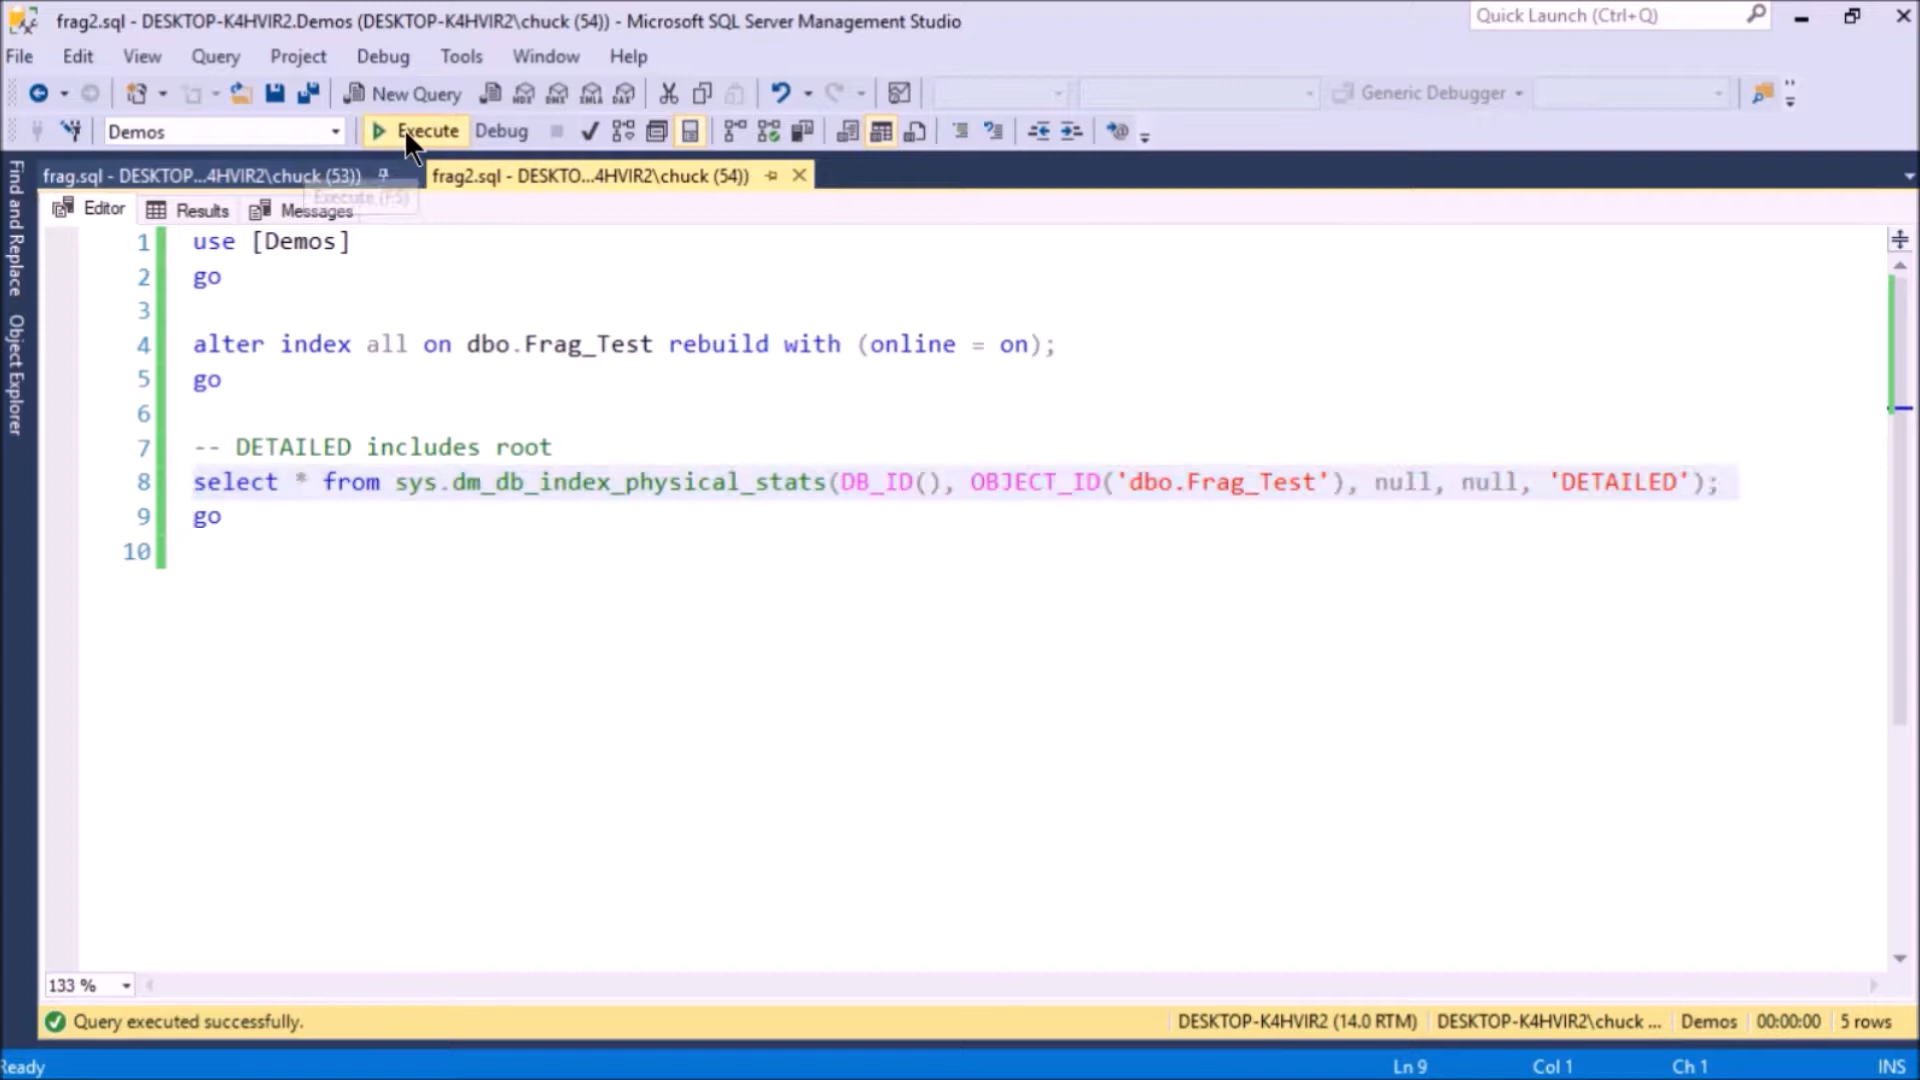 frag2.sql - DESKTOP-K4HVIR2.Demos (DESKTOP-K4HVIR2\chuck (54)) - Microsoft SQL Server Management Studio
Quick Launch (Ctrl+Q)
File Edit View Query Project Debug Tools Window Help
New Query MDX DMX XMLA DAX Generic Debugger
Demos Execute Debug
frag.sql - DESKTOP...4HVIR2\chuck (53)) frag2.sql - DESKTO...4HVIR2\chuck (54))
Execute (F5)
Editor Results Messages
Find and Replace
Object Explorer
1 use [Demos]
2 go
3
4 alter index all on dbo.Frag_Test rebuild with (online = on);
5 go
6
7 -- DETAILED includes root
8 select * from sys.dm_db_index_physical_stats(DB_ID(), OBJECT_ID('dbo.Frag_Test'), null, null, 'DETAILED');
9 go
10
133 %
Query executed successfully. DESKTOP-K4HVIR2 (14.0 RTM) DESKTOP-K4HVIR2\chuck ... Demos 00:00:00 5 rows
Ready Ln 9 Col 1 Ch 1 INS